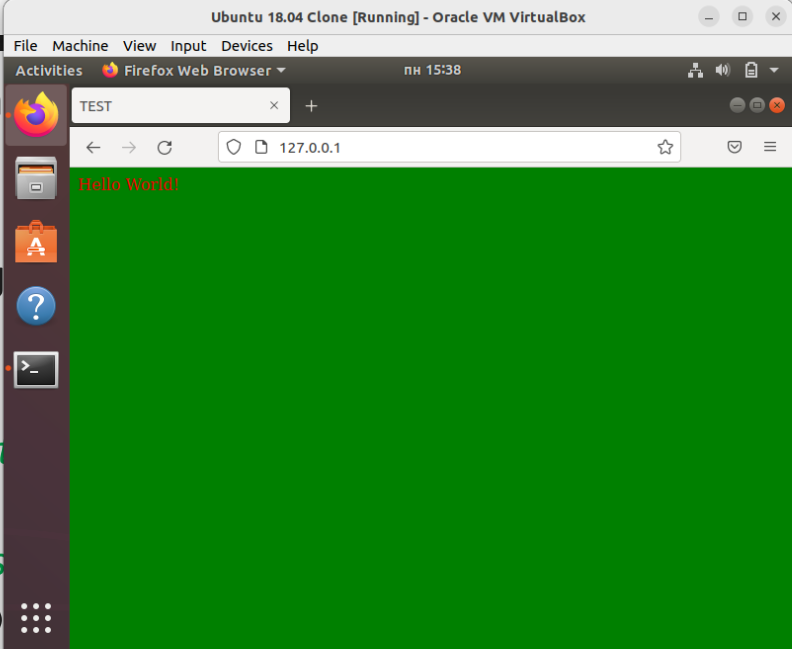 Ubuntu 18.04 Clone [Running] - Oracle VM VirtualBox
File Machine View Input Devices Help
Activities Firefox Web Browser пн 15:38
TEST
127.0.0.1
Hello World!